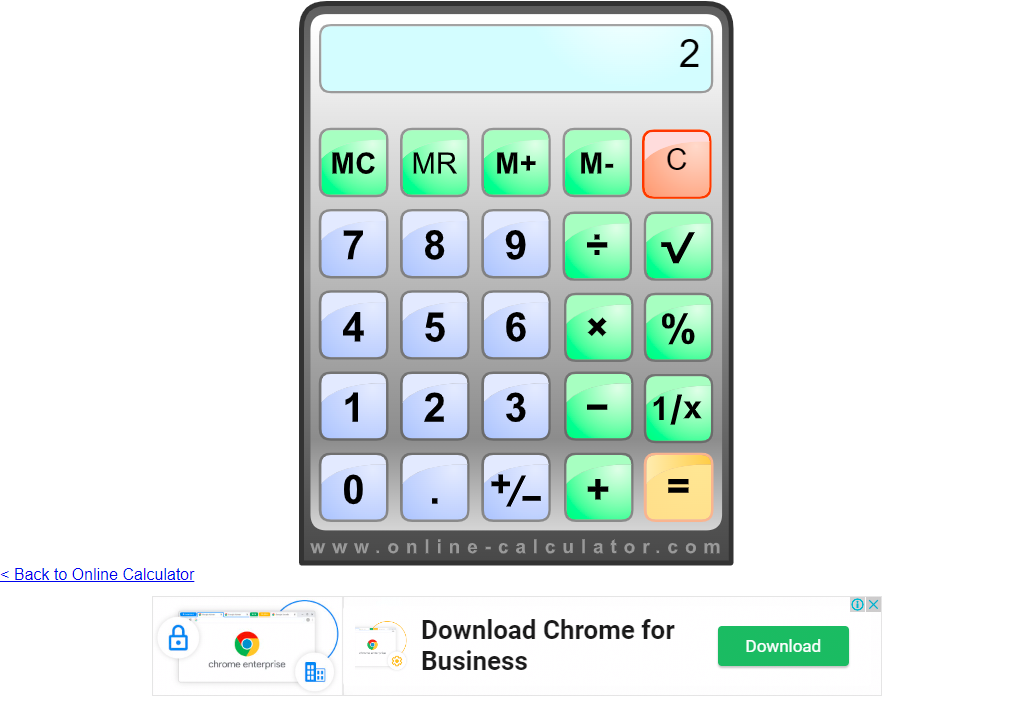 2
MC MR M+ M- C
7 8 9 ÷ √
4 5 6 × %
1 2 3 − 1/x
0 . +/− + =
www.online-calculator.com
< Back to Online Calculator
chrome enterprise
Download Chrome for
Business
Download